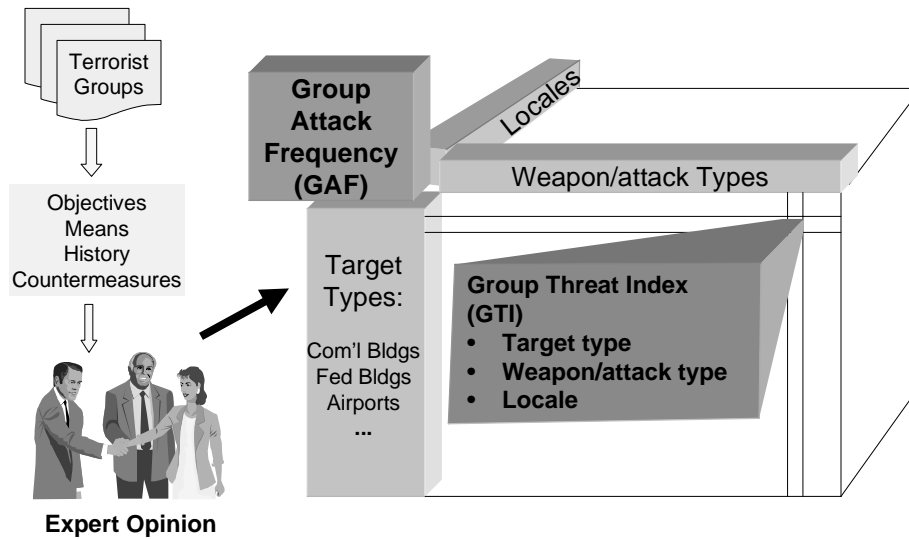 Terrorist
Groups
Objectives
Means
History
Countermeasures
Expert Opinion
Group
Attack
Frequency
(GAF)
Locales
Weapon/attack Types
Target
Types:
Com'l Bldgs
Fed Bldgs
Airports
...
Group Threat Index
(GTI)
• Target type
• Weapon/attack type
• Locale